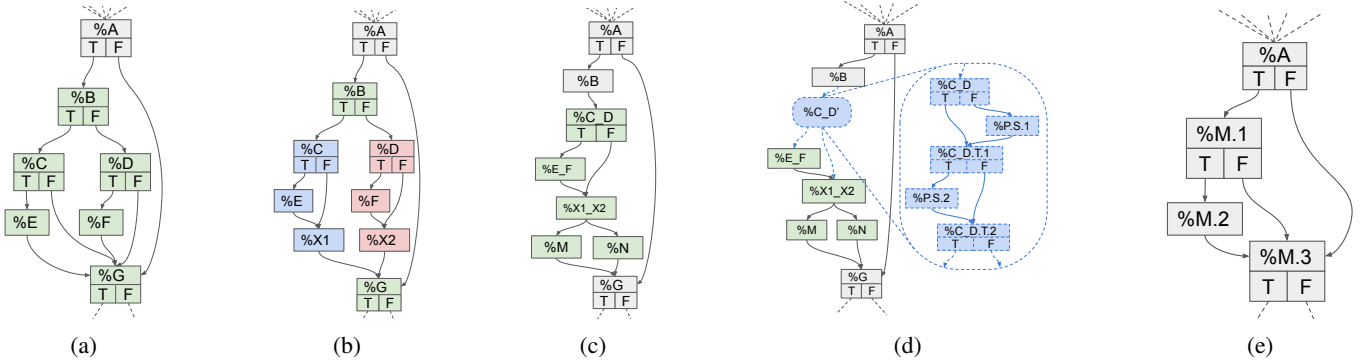 %A
T F
%B
T F
%C %D
T F T F
%E %F
%G
T F
(a)
%A
T F
%B
T F
%C %D
T F T F
%E %F
%X1 %X2
%G
T F
(b)
%A
T F
%B
%C_D
T F
%E_F
%X1_X2
%M %N
%G
T F
(c)
%A
T F
%B
%C_D'
%E_F
%X1_X2
%M %N
%G
T F
%C_D
T F
%P.S.1
%C_D.T.1
T F
%P.S.2
%C_D.T.2
T F
(d)
%A
T F
%M.1
T F
%M.2
%M.3
T F
(e)